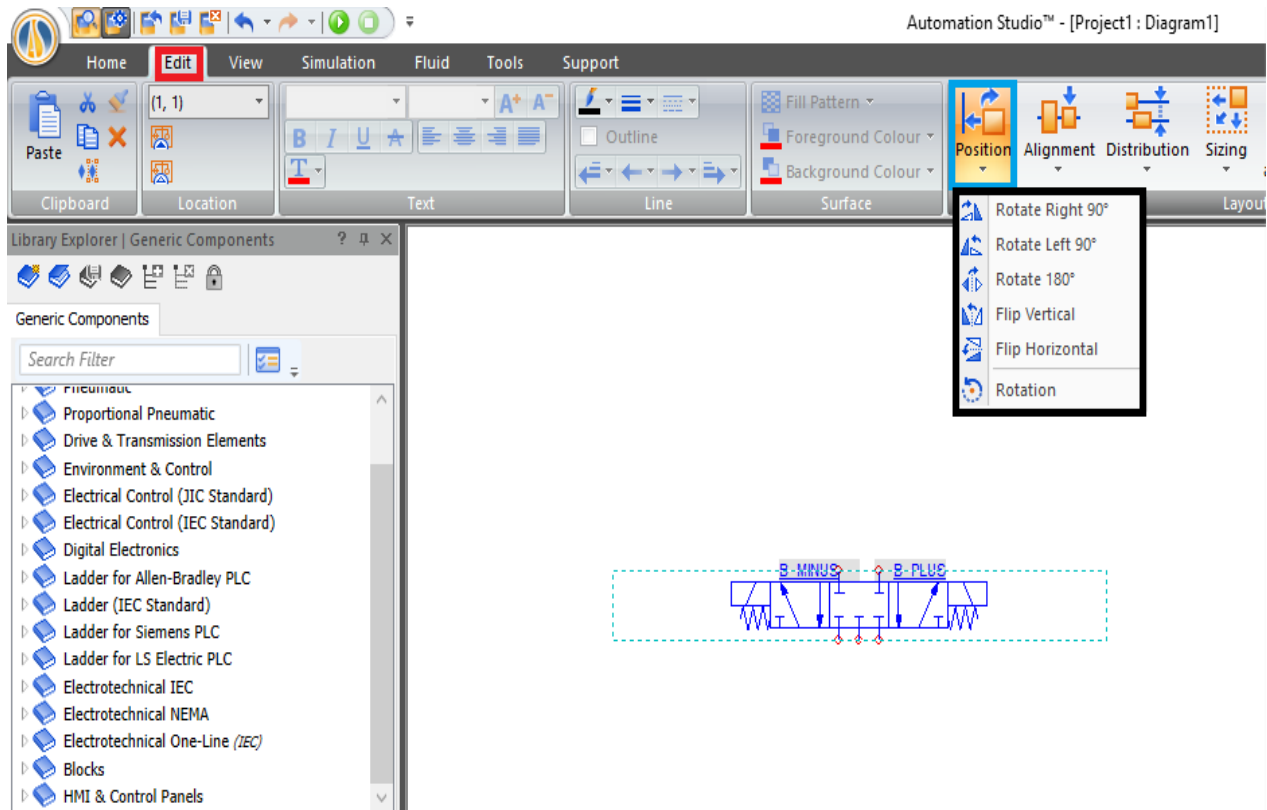 Automation Studio™ - [Project1 : Diagram1]
Home Edit View Simulation Fluid Tools Support
(1, 1)
A+ A-
Fill Pattern
B I U A
Outline
Foreground Colour
Paste
Position Alignment Distribution Sizing
T
Background Colour
Clipboard Location Text Line Surface Layout
Library Explorer | Generic Components ? X
Rotate Right 90°
Rotate Left 90°
Rotate 180°
Flip Vertical
Flip Horizontal
Rotation
Generic Components
Search Filter
Pneumatic
Proportional Pneumatic
Drive & Transmission Elements
Environment & Control
Electrical Control (JIC Standard)
Electrical Control (IEC Standard)
Digital Electronics
Ladder for Allen-Bradley PLC
Ladder (IEC Standard)
Ladder for Siemens PLC
Ladder for LS Electric PLC
Electrotechnical IEC
Electrotechnical NEMA
Electrotechnical One-Line (IEC)
Blocks
HMI & Control Panels
B-MINUS B-PLUS